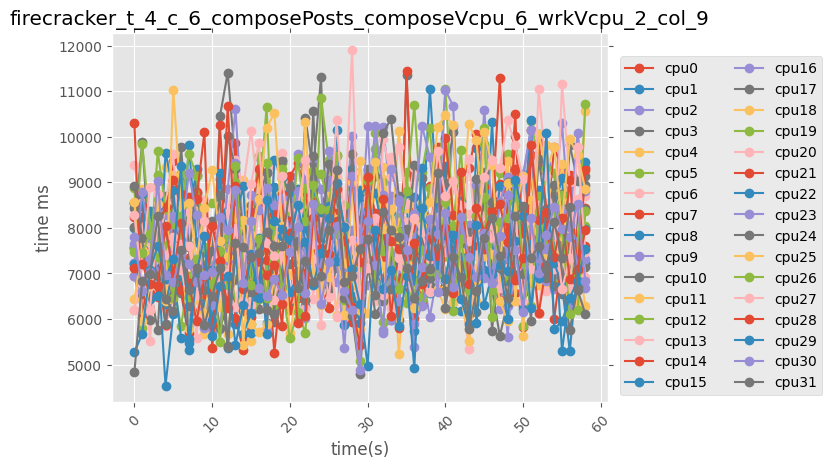 firecracker_t_4_c_6_composePosts_composeVcpu_6_wrkVcpu_2_col_9
12000
11000
10000
9000
8000
7000
6000
5000
time ms
0
10
20
30
40
50
60
time(s)
cpu0
cpu1
cpu2
cpu3
cpu4
cpu5
cpu6
cpu7
cpu8
cpu9
cpu10
cpu11
cpu12
cpu13
cpu14
cpu15
cpu16
cpu17
cpu18
cpu19
cpu20
cpu21
cpu22
cpu23
cpu24
cpu25
cpu26
cpu27
cpu28
cpu29
cpu30
cpu31